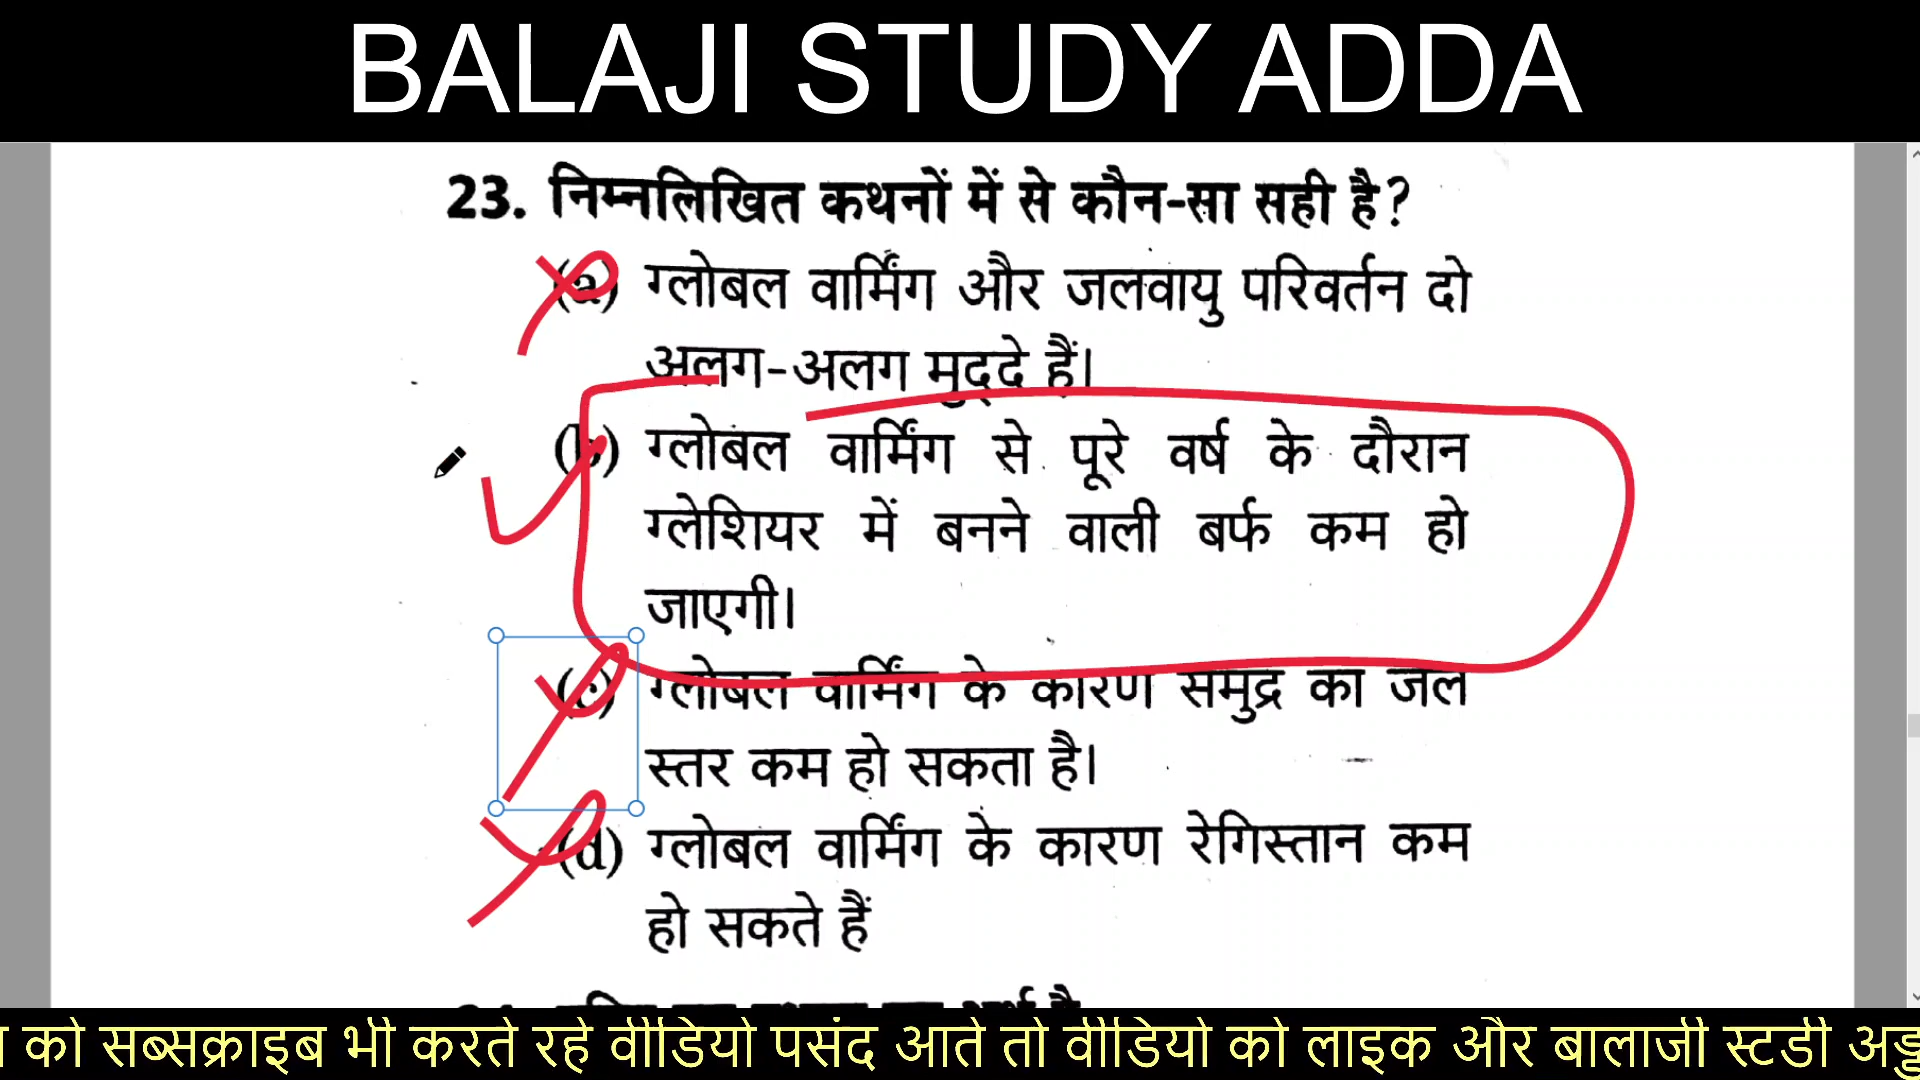 BALAJI STUDY ADDA
23. निम्नलिखित कथनों में से कौन-सा सही है?
(a) ग्लोबल वार्मिंग और जलवायु परिवर्तन दो
अलग-अलग मुद्दे हैं।
(b) ग्लोबल वार्मिंग से पूरे वर्ष के दौरान
ग्लेशियर में बनने वाली बर्फ कम हो
जाएगी।
(c) ग्लोबल वार्मिंग के कारण समुद्र का जल
स्तर कम हो सकता है।
(d) ग्लोबल वार्मिंग के कारण रेगिस्तान कम
हो सकते हैं
को सब्सक्राइब भी करते रहे वीडियो पसंद आते तो वीडियो को लाइक और बालाजी स्टडी